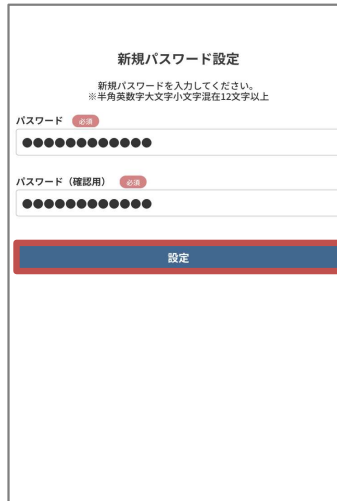 新規パスワード設定
新規パスワードを入力してください。
※半角英数字大文字小文字混在12文字以上
パスワード 必須
●●●●●●●●●●●●
パスワード（確認用） 必須
●●●●●●●●●●●●
設定